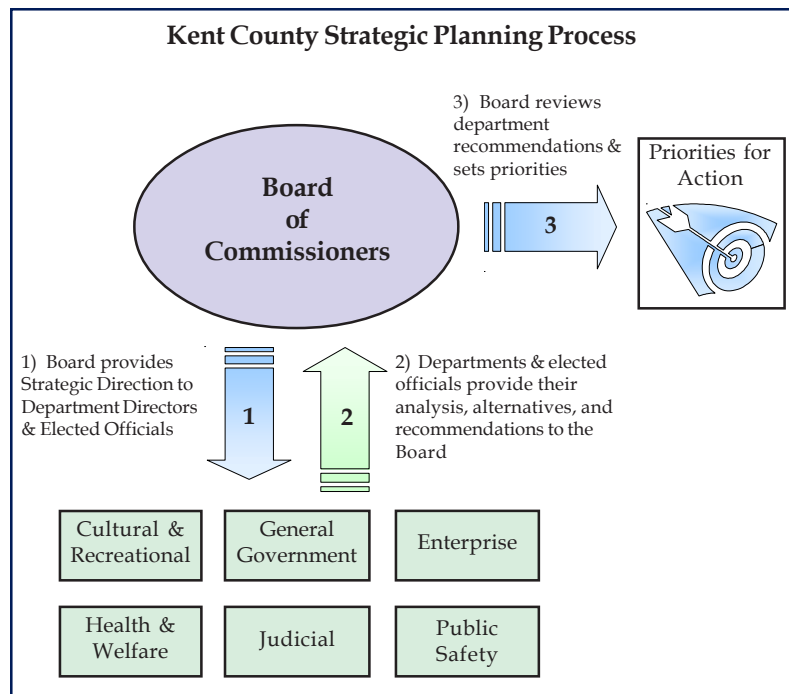 Kent County Strategic Planning Process
3) Board reviews
department
recommendations &
sets priorities
Priorities for
Action
Board
of
Commissioners
3
1) Board provides
Strategic Direction to
Department Directors
& Elected Officials
1
2
2) Departments & elected
officials provide their
analysis, alternatives, and
recommendations to the
Board
Cultural &
Recreational
General
Government
Enterprise
Health &
Welfare
Judicial
Public
Safety